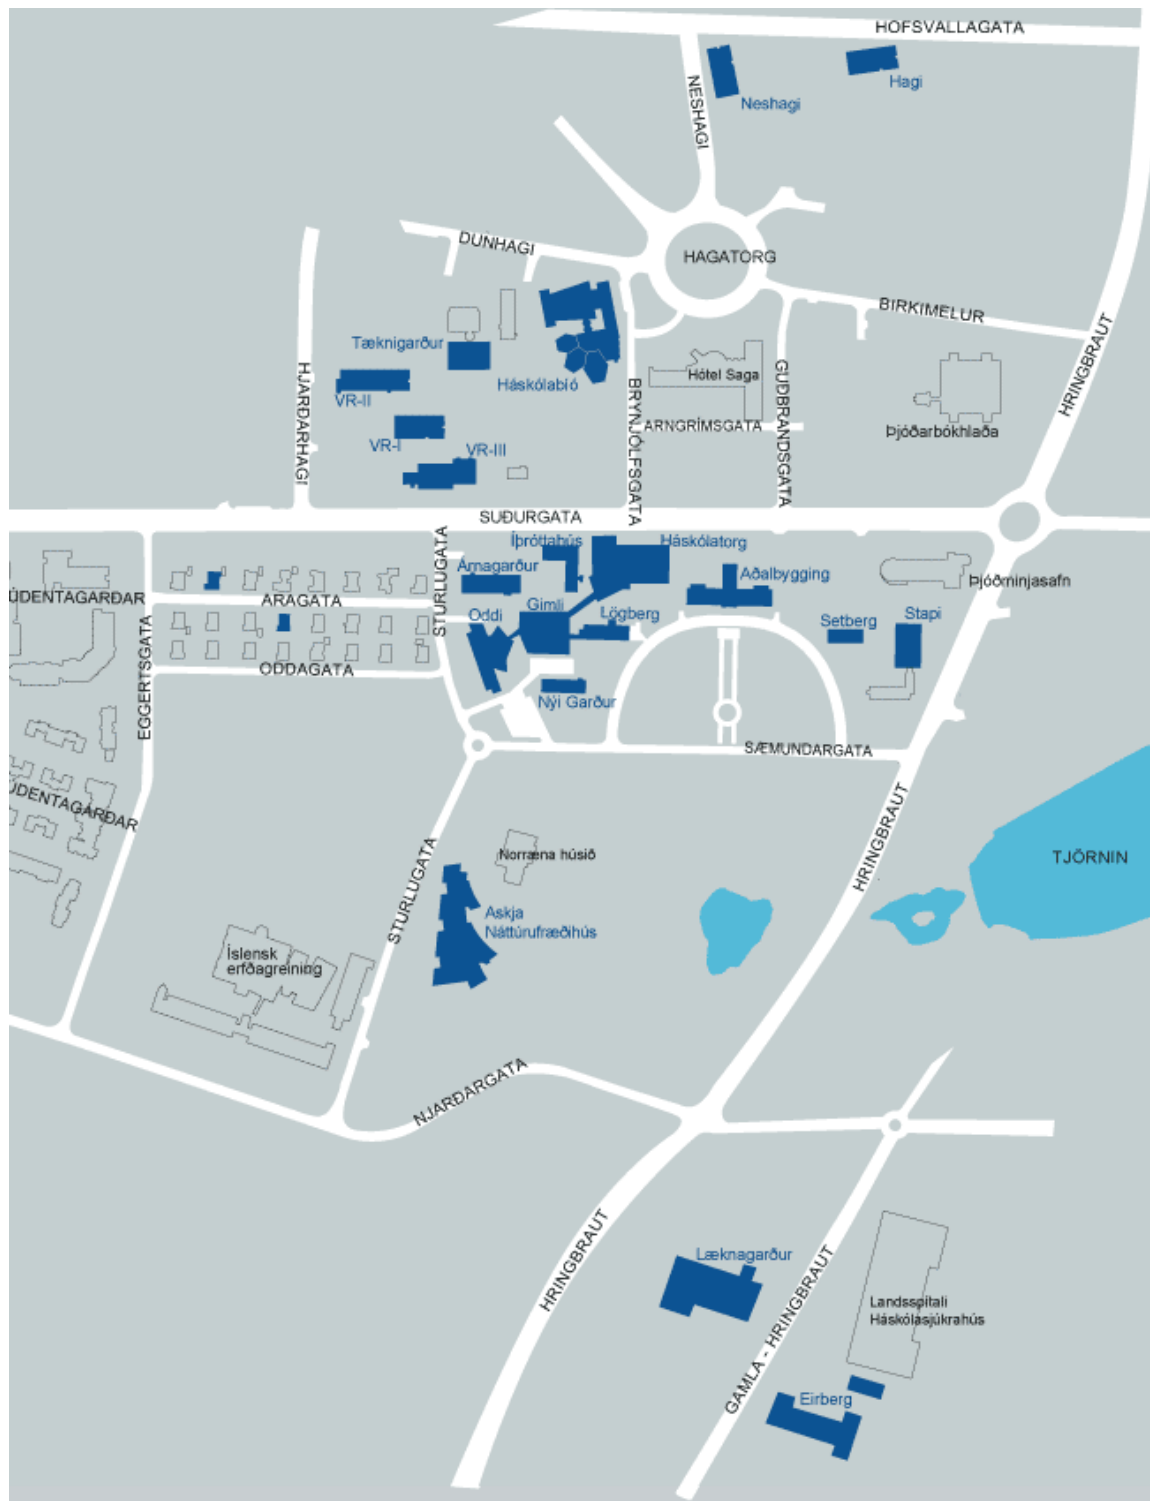 HOFSVALLAGATA
Hagi
NESHAGI
Neshagi
DUNHAGI
HAGATORG
BIRKIMELUR
HRINGBRAUT
Tæknigarður
Háskólabíó
Hótel Saga
GUÐBRANDSGATA
HJARÐARHAGI
VR-II
BRYNJÓLFSGATA
ARNGRÍMSGATA
Þjóðarbókhlaða
VR-I
VR-III
SUÐURGATA
STURLUGATA
Íþróttahús
Háskólatorg
Árnagarður
Aðalbygging
Þjóðminjasafn
ÚDENTAGARÐAR
ARAGATA
Gimli
Oddi
Lögberg
Setberg
Stapi
EGGERTSGATA
ODDAGATA
Nýi Garður
SÆMUNDARGATA
ÚDENTAGARÐAR
HRINGBRAUT
Norræna húsið
TJÖRNIN
STURLUGATA
Askja
Náttúrufræðihús
Íslensk
erfðagreining
NJARÐARGATA
HRINGBRAUT
Læknagarður
GAMLA - HRINGBRAUT
Landsspítali
Háskólasjúkrahús
Eirberg